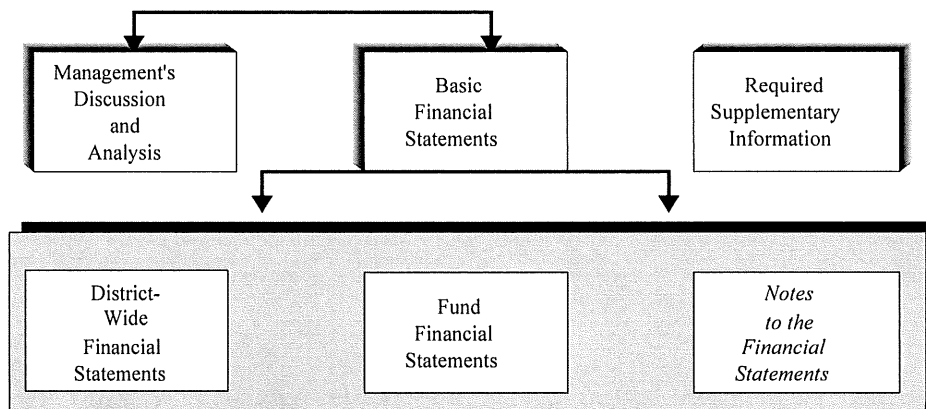 Management's
Discussion
and
Analysis
Basic
Financial
Statements
Required
Supplementary
Information
District-
Wide
Financial
Statements
Fund
Financial
Statements
Notes
to the
Financial
Statements